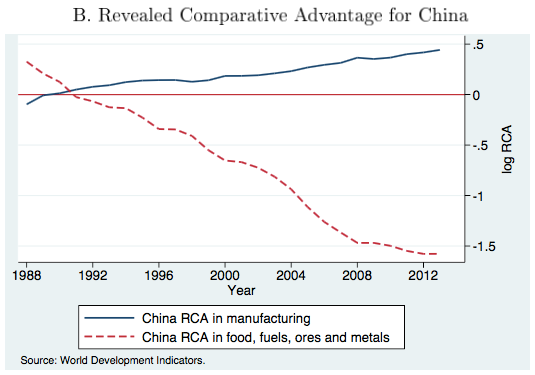 B. Revealed Comparative Advantage for China
.5
0
-.5
-1
-1.5
log RCA
1988 1992 1996 2000 2004 2008 2012
Year
China RCA in manufacturing
China RCA in food, fuels, ores and metals
Source: World Development Indicators.